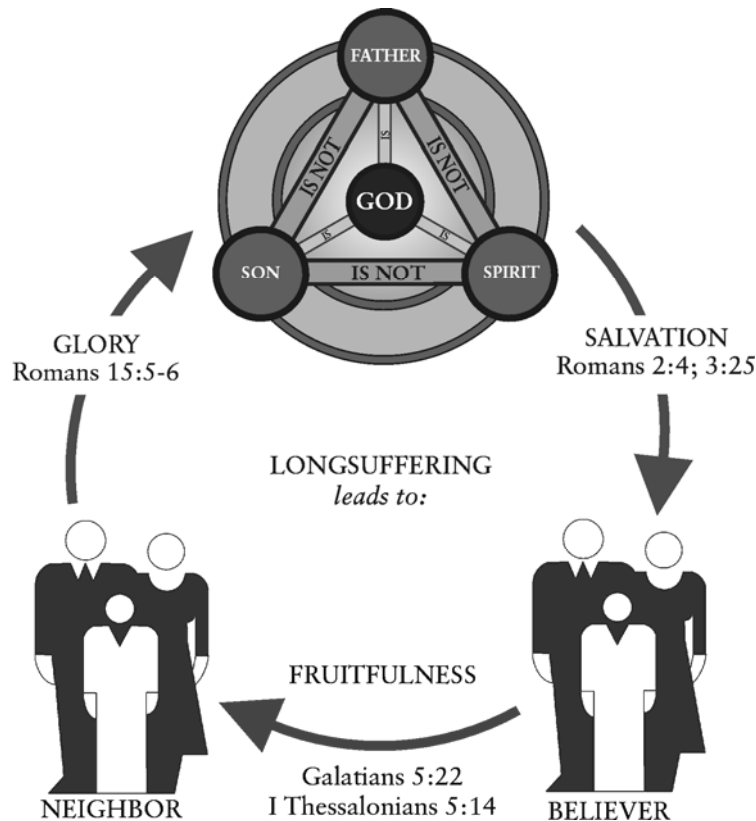 FATHER
IS
IS NOT
IS NOT
GOD
IS
IS
SON
IS NOT
SPIRIT
GLORY
Romans 15:5-6
SALVATION
Romans 2:4; 3:25
LONGSUFFERING
leads to:
FRUITFULNESS
Galatians 5:22
I Thessalonians 5:14
NEIGHBOR
BELIEVER